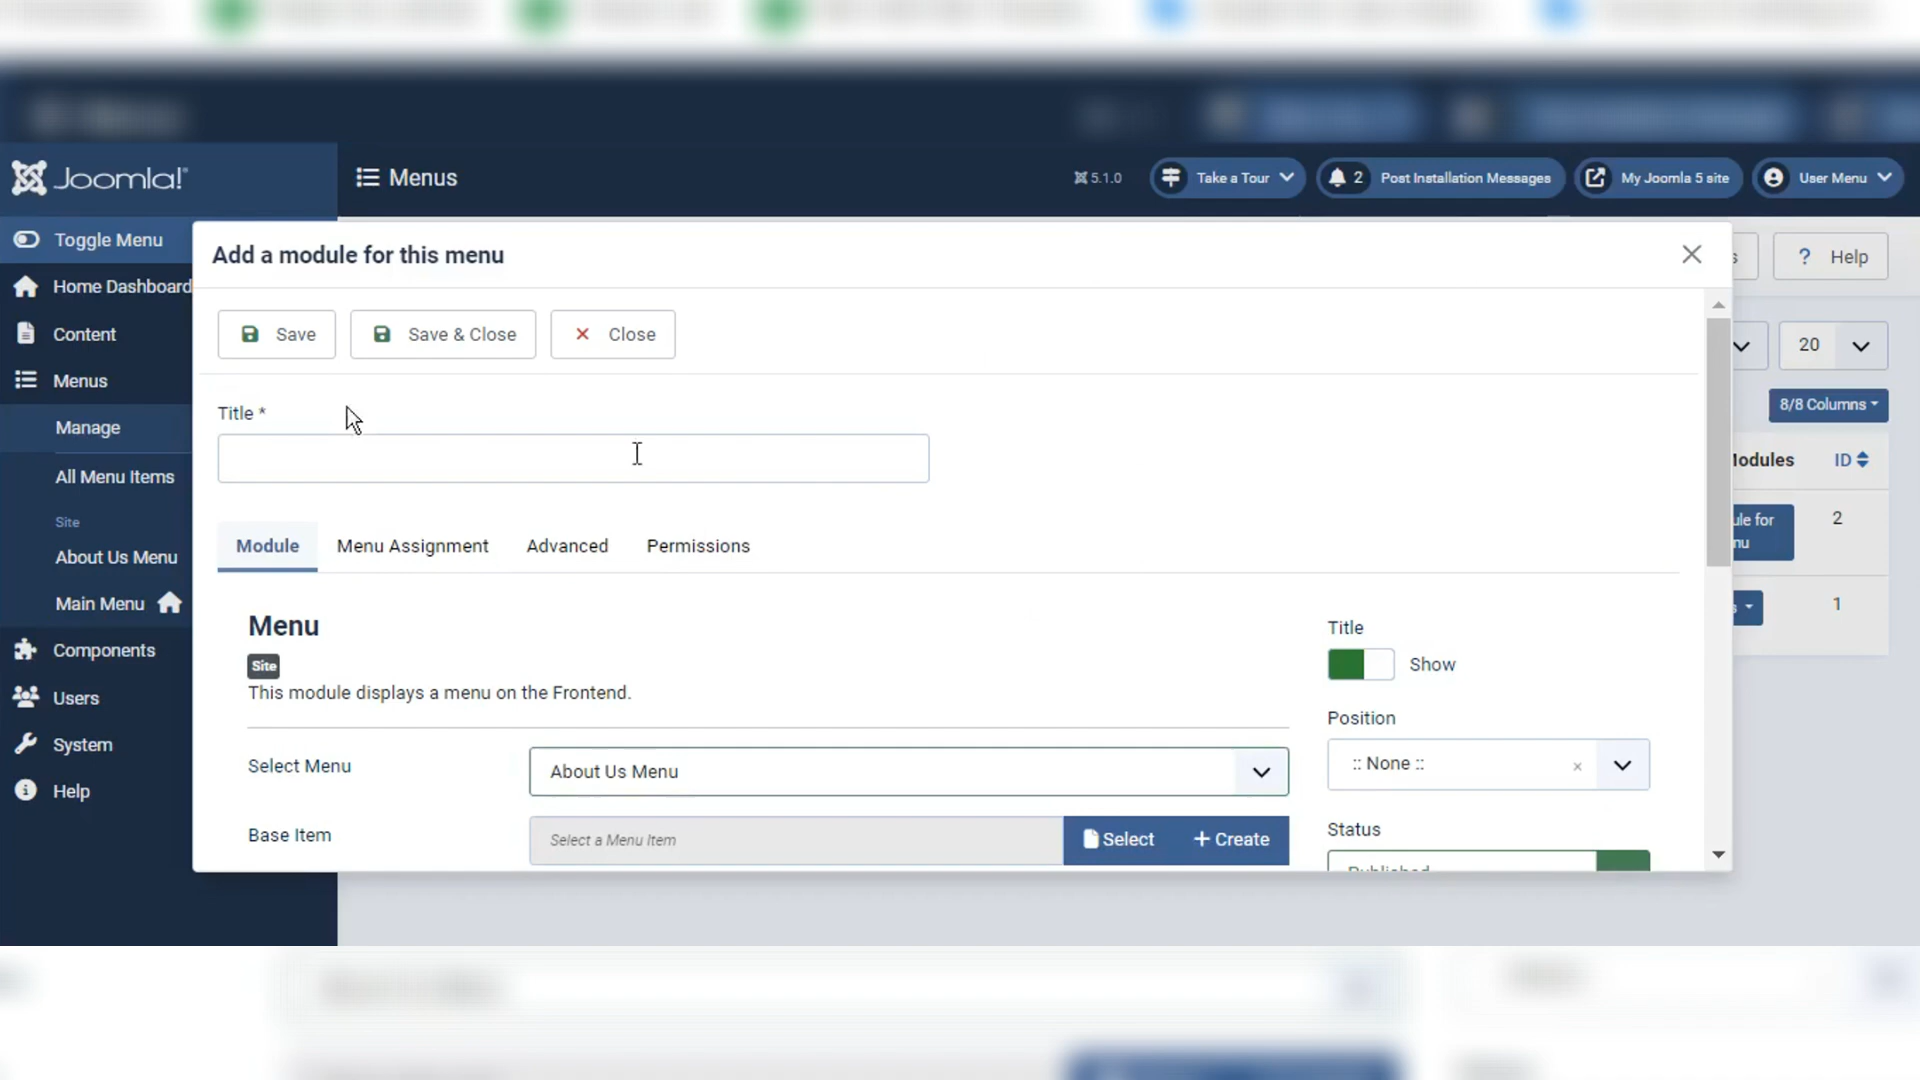 Joomla!
Menus
5.1.0
Take a Tour
2
Post Installation Messages
My Joomla 5 site
User Menu
Toggle Menu
Home Dashboard
Content
Menus
Manage
All Menu Items
Site
About Us Menu
Main Menu
Components
Users
System
Help
Add a module for this menu
Save
Save & Close
Close
Title *
Module
Menu Assignment
Advanced
Permissions
Menu
Site
This module displays a menu on the Frontend.
Select Menu
About Us Menu
Base Item
Select a Menu Item
Select
+ Create
Title
Show
Position
:: None ::
×
Status
Published
? Help
20
8/8 Columns
ID
2
1